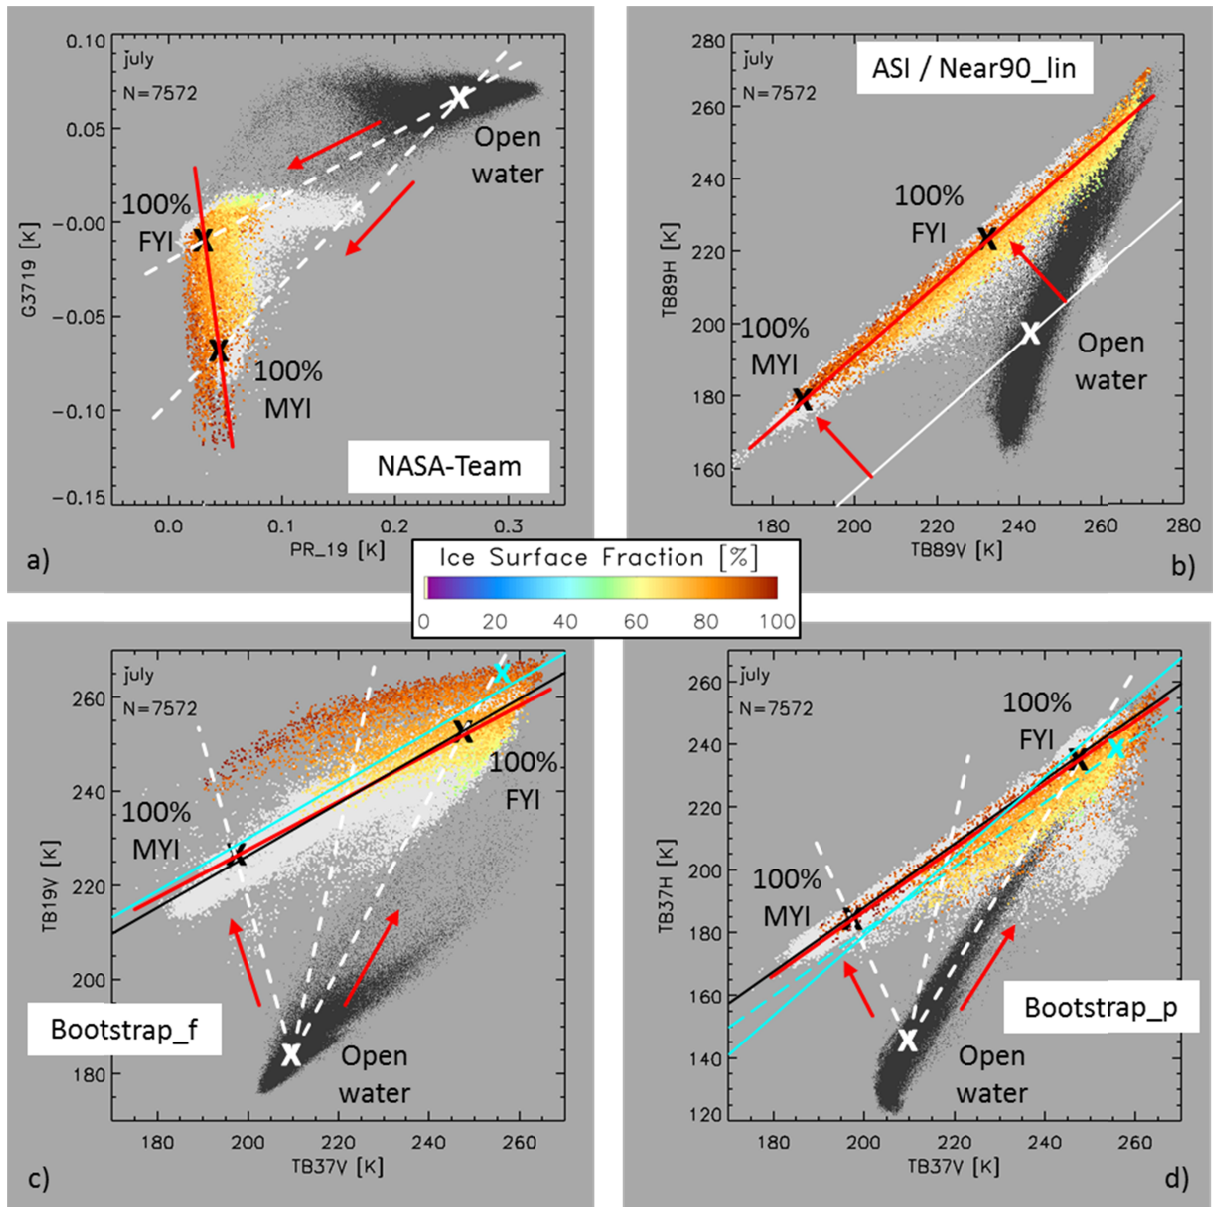 0.10
0.05
-0.00
-0.05
-0.10
-0.15
G3719 [K]
july
N=7572
Open
water
100%
FYI
100%
MYI
NASA-Team
0.0 0.1 0.2 0.3
PR_19 [K]
a)
280
260
240
220
200
180
160
TB89H [K]
july
N=7572
ASI / Near90_lin
100%
FYI
100%
MYI
Open
water
180 200 220 240 260 280
TB89V [K]
b)
Ice Surface Fraction [%]
0 20 40 60 80 100
260
240
220
200
180
TB19V [K]
july
N=7572
100%
MYI
100%
FYI
Bootstrap_f
Open
water
180 200 220 240 260
TB37V [K]
c)
260
240
220
200
180
160
140
120
TB37H [K]
july
N=7572
100%
FYI
100%
MYI
Bootstrap_p
Open
water
180 200 220 240 260
TB37V [K]
d)